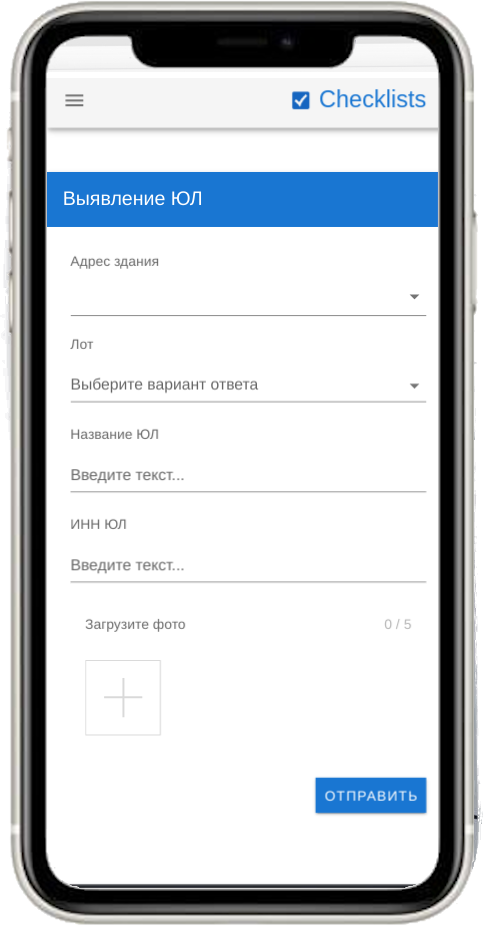 Checklists
Выявление ЮЛ
Адрес здания
Лот
Выберите вариант ответа
Название ЮЛ
Введите текст...
ИНН ЮЛ
Введите текст...
Загрузите фото 0 / 5
ОТПРАВИТЬ